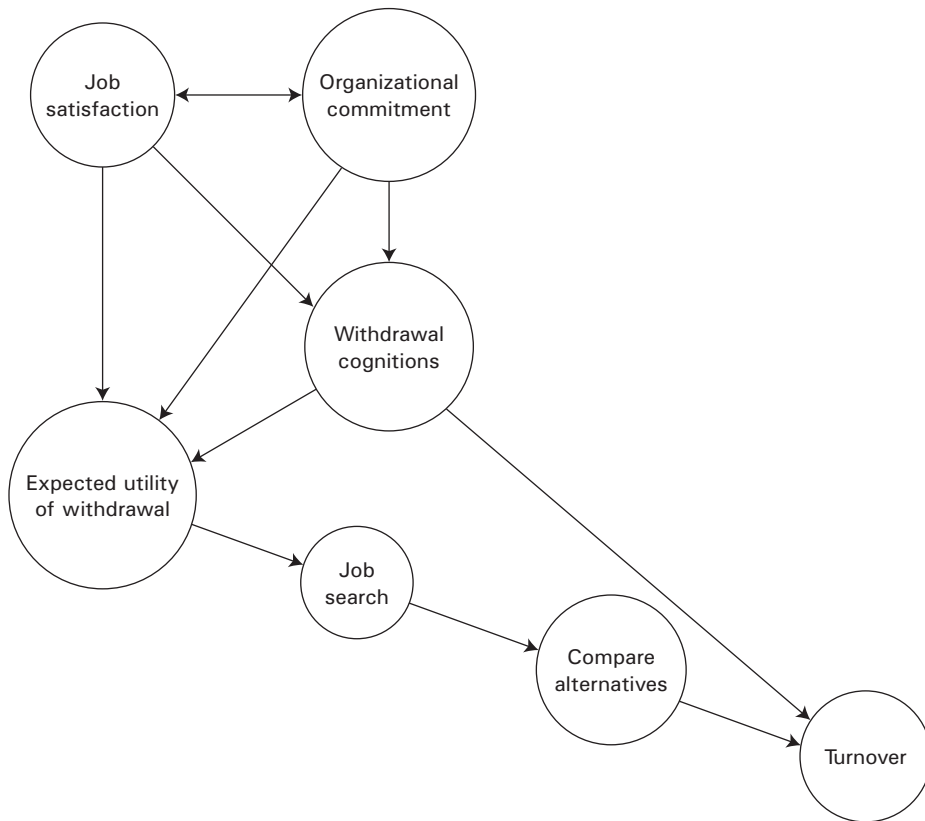 Job
satisfaction
Organizational
commitment
Withdrawal
cognitions
Expected utility
of withdrawal
Job
search
Compare
alternatives
Turnover